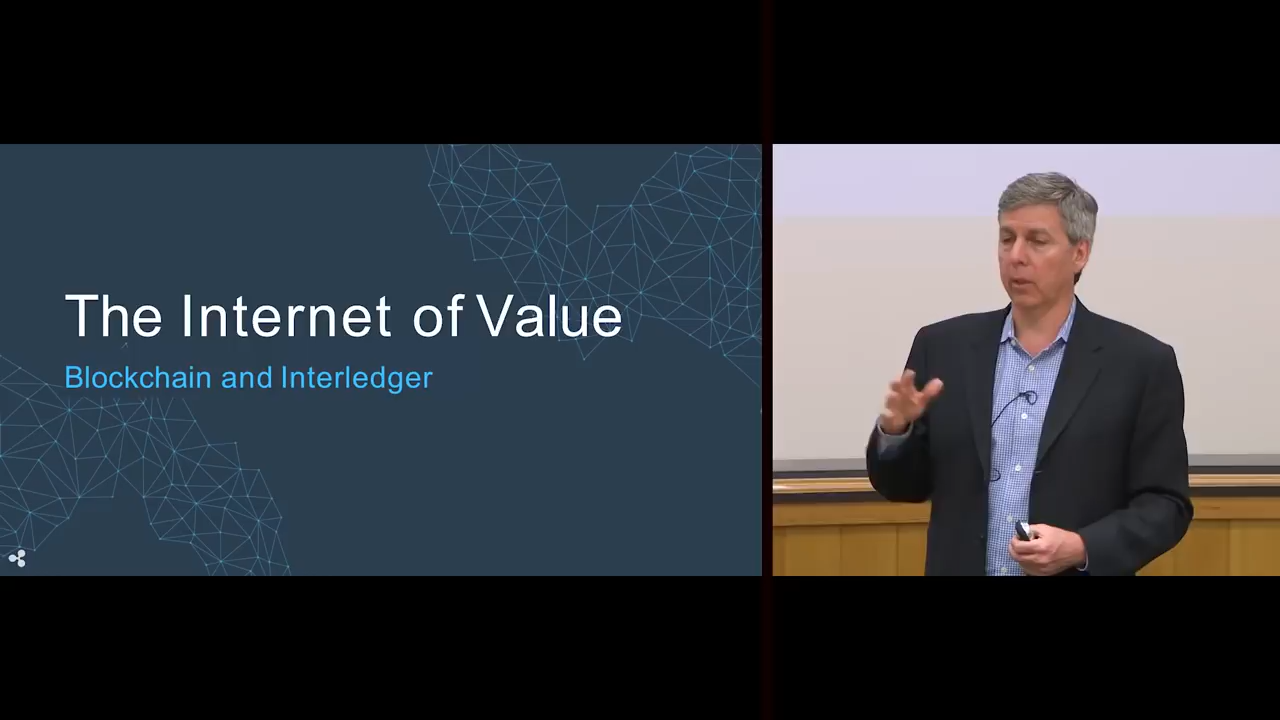 The Internet of Value
Blockchain and Interledger